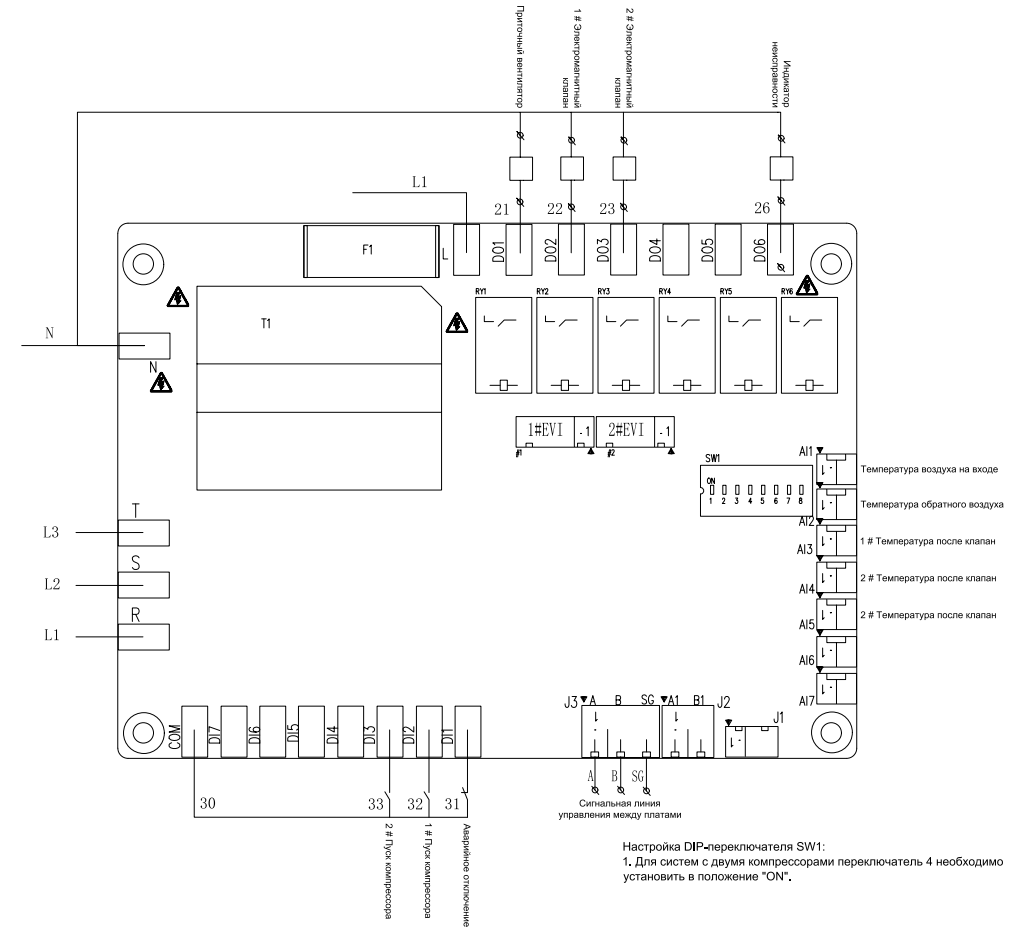 Приточный вентилятор
1 # Электромагнитный
клапан
2 # Электромагнитный
клапан
Индикатор
неисправности
L1
21
22
23
26
F1
L
DO1
DO2
DO3
DO4
DO5
DO6
T1
RY1
RY2
RY3
RY4
RY5
RY6
N
N
1#EVI
- 1
2#EVI
- 1
#1
#2
SW1
ON
1 2 3 4 5 6 7 8
AI1
Температура воздуха на входе
Температура обратного воздуха
AI2
AI3
1 # Температура после клапан
2 # Температура после клапан
AI4
AI5
2 # Температура после клапан
AI6
AI7
T
L3
S
L2
R
L1
COM
DI7
DI6
DI5
DI4
DI3
DI2
DI1
J3
A
B
SG
A1
B1
J2
J1
30
33
32
31
A
B
SG
Сигнальная линия
управления между платами
2 # Пуск компрессора
1 # Пуск компрессора
Аварийное отключение
Настройка DIP-переключателя SW1:
1. Для систем с двумя компрессорами переключатель 4 необходимо
установить в положение "ON".